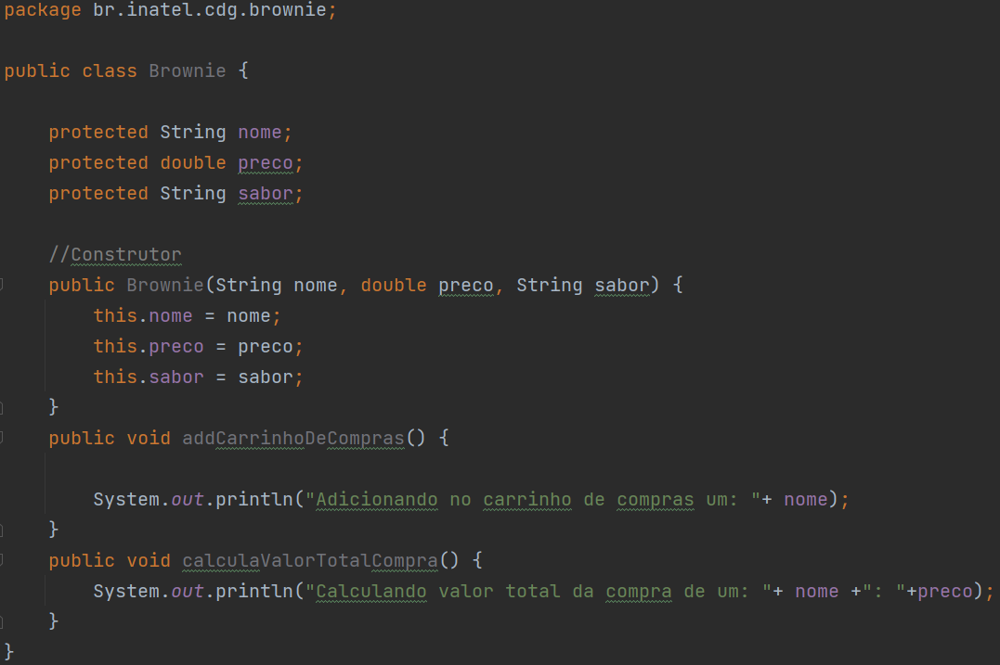 package br.inatel.cdg.brownie;
public class Brownie {
protected String nome;
protected double preco;
protected String sabor;
//Construtor
public Brownie(String nome, double preco, String sabor) {
this.nome = nome;
this.preco = preco;
this.sabor = sabor;
}
public void addCarrinhoDeCompras() {
System.out.println("Adicionando no carrinho de compras um: "+ nome);
}
public void calculaValorTotalCompra() {
System.out.println("Calculando valor total da compra de um: "+ nome +": "+preco);
}
}